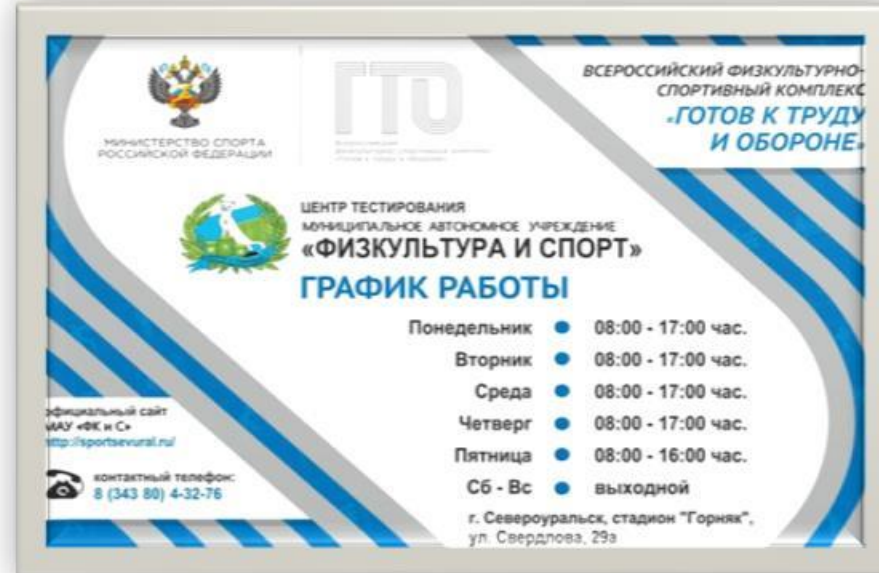 МИНИСТЕРСТВО СПОРТА
РОССИЙСКОЙ ФЕДЕРАЦИИ
ГТО
ВСЕРОССИЙСКИЙ ФИЗКУЛЬТУРНО-
СПОРТИВНЫЙ КОМПЛЕКС
«ГОТОВ К ТРУДУ
И ОБОРОНЕ»
ЦЕНТР ТЕСТИРОВАНИЯ
МУНИЦИПАЛЬНОЕ АВТОНОМНОЕ УЧРЕЖДЕНИЕ
«ФИЗКУЛЬТУРА И СПОРТ»
ГРАФИК РАБОТЫ
Понедельник 08:00 - 17:00 час.
Вторник 08:00 - 17:00 час.
Среда 08:00 - 17:00 час.
Четверг 08:00 - 17:00 час.
Пятница 08:00 - 16:00 час.
Сб - Вс выходной
г. Североуральск, стадион "Горняк",
ул. Свердлова, 29а
официальный сайт
МАУ «ФК и С»
http://sportsevural.ru/
контактный телефон:
8 (343 80) 4-32-76